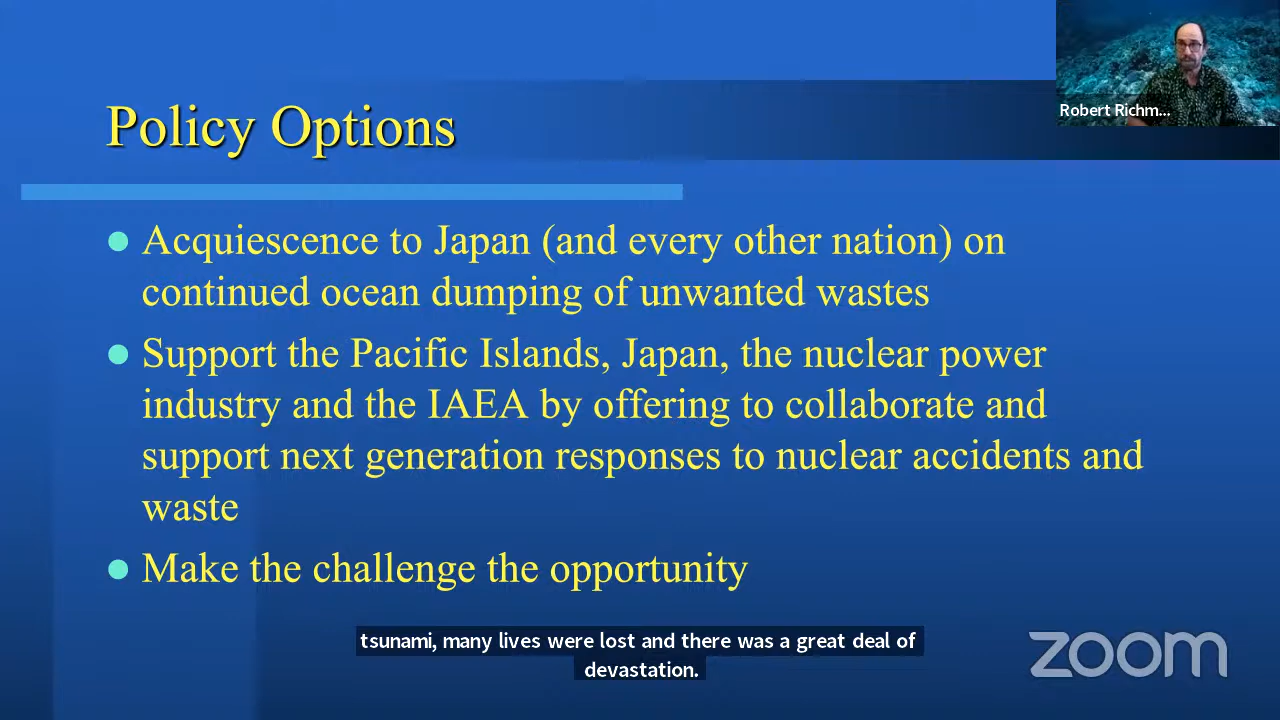 Policy Options
Robert Richm...
Acquiescence to Japan (and every other nation) on
continued ocean dumping of unwanted wastes
Support the Pacific Islands, Japan, the nuclear power
industry and the IAEA by offering to collaborate and
support next generation responses to nuclear accidents and
waste
Make the challenge the opportunity
tsunami, many lives were lost and there was a great deal of
devastation.
zoom